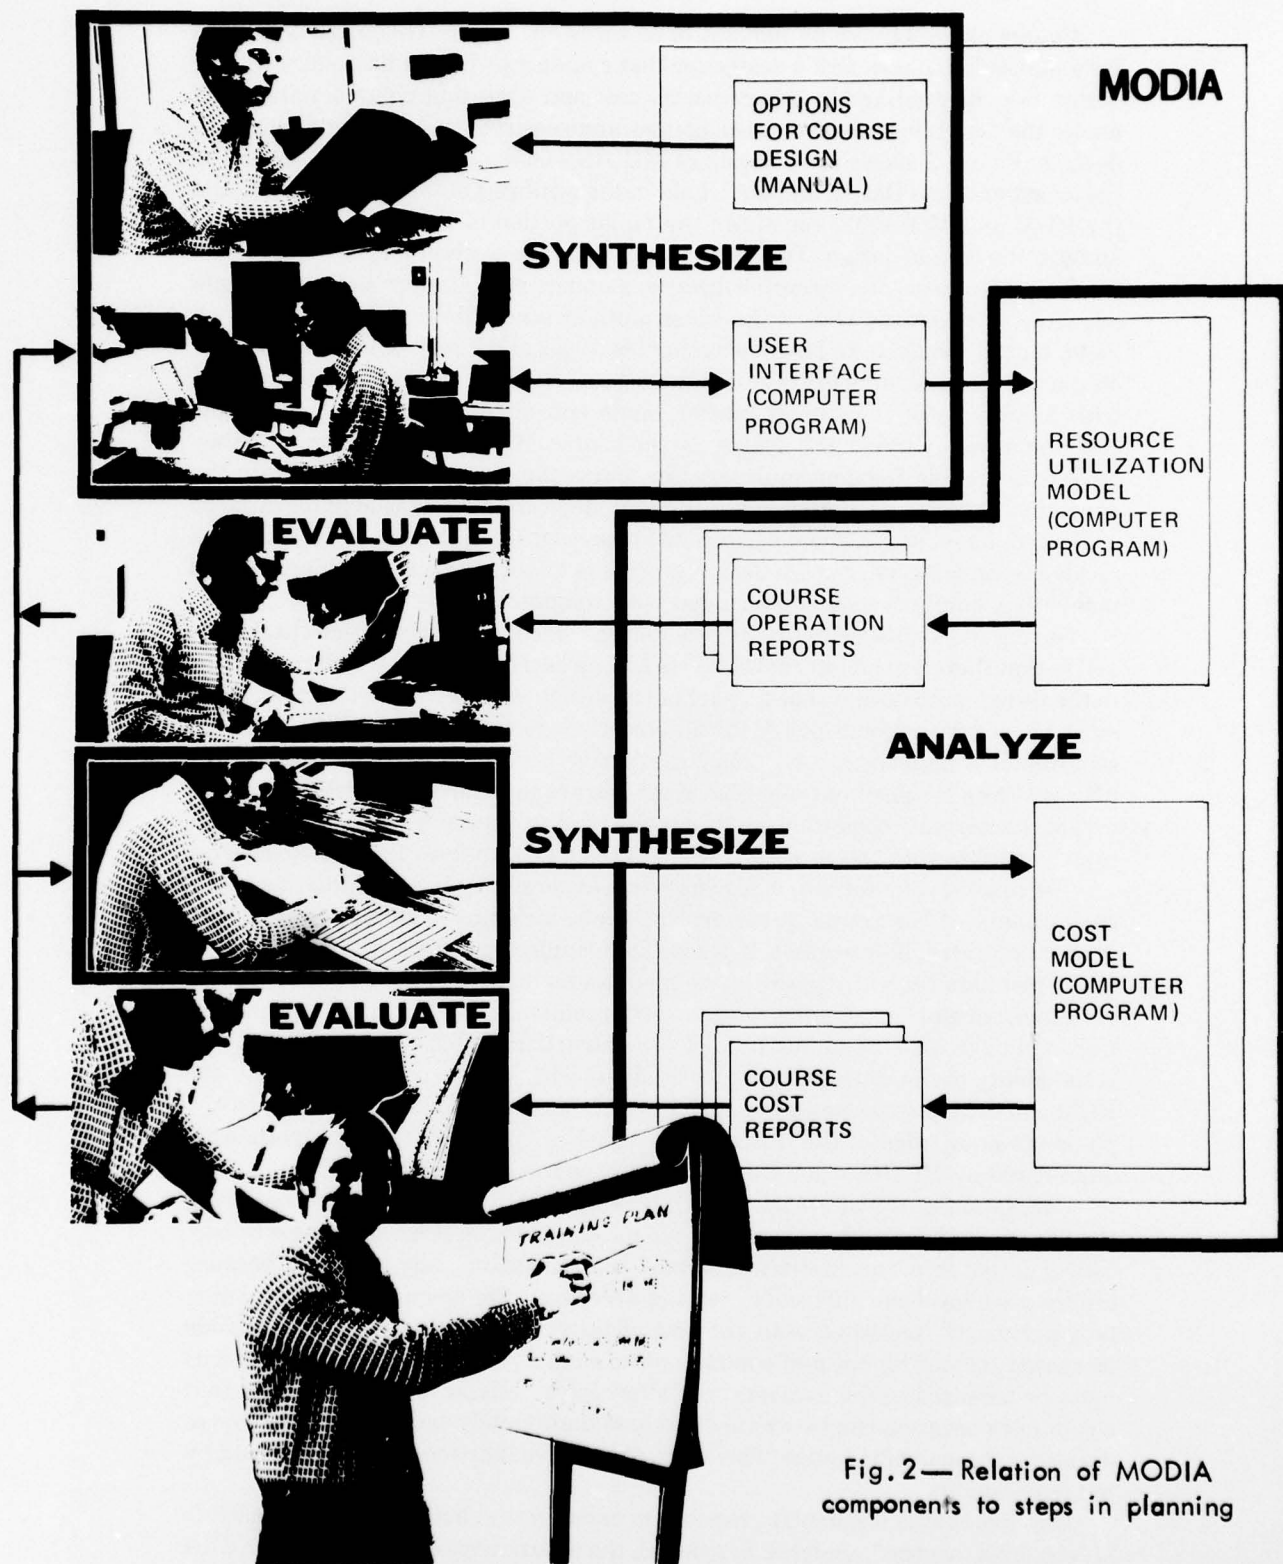 MODIA
OPTIONS
FOR COURSE
DESIGN
(MANUAL)
SYNTHESIZE
USER
INTERFACE
(COMPUTER
PROGRAM)
RESOURCE
UTILIZATION
MODEL
(COMPUTER
PROGRAM)
EVALUATE
COURSE
OPERATION
REPORTS
ANALYZE
SYNTHESIZE
COST
MODEL
(COMPUTER
PROGRAM)
EVALUATE
COURSE
COST
REPORTS
TRAINING PLAN
Fig. 2 — Relation of MODIA
components to steps in planning